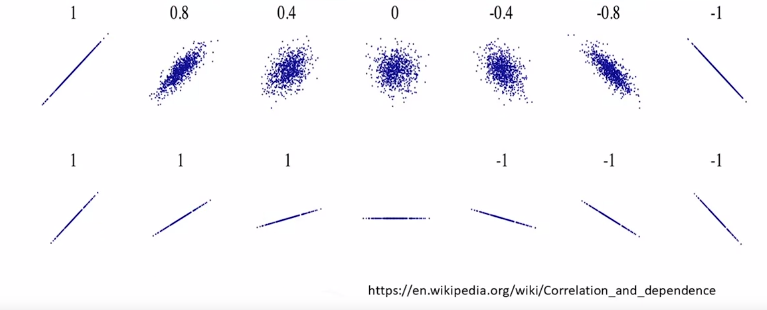 1 0.8 0.4 0 -0.4 -0.8 -1
1 1 1 -1 -1 -1
https://en.wikipedia.org/wiki/Correlation_and_dependence